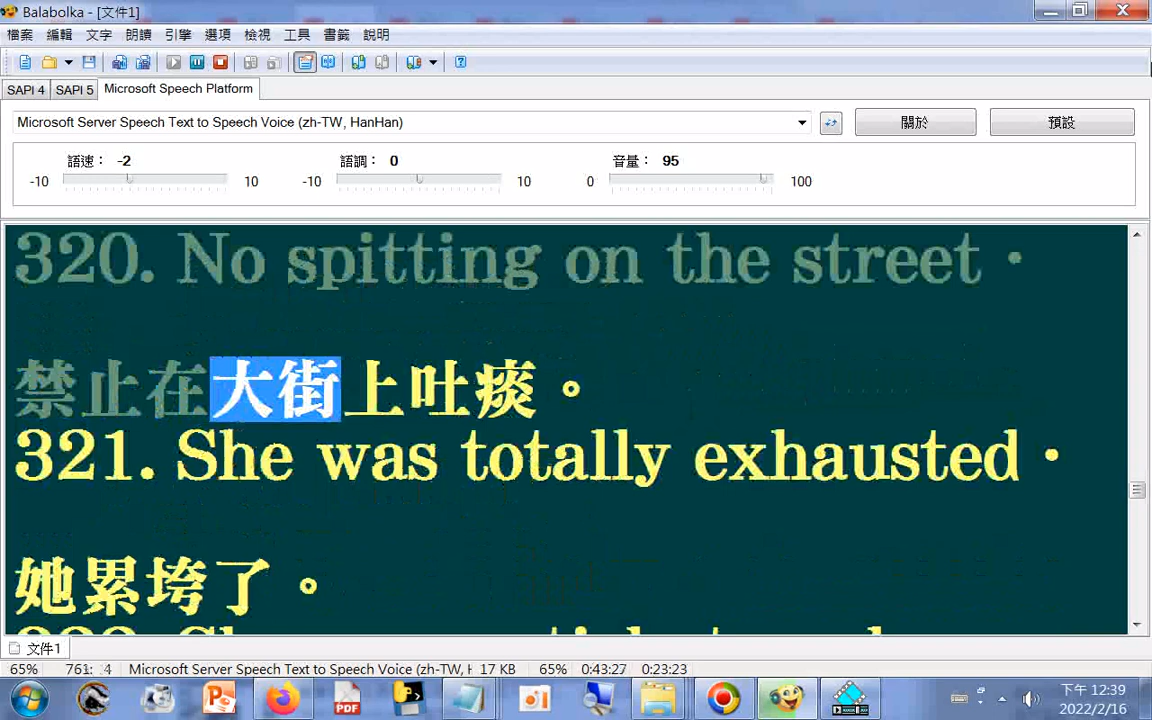 Balabolka - [文件1]
檔案 編輯 文字 朗讀 引擎 選項 檢視 工具 書籤 說明
SAPI 4 SAPI 5 Microsoft Speech Platform
Microsoft Server Speech Text to Speech Voice (zh-TW, HanHan) 關於 預設
語速： -2 語調： 0 音量： 95
-10 10 -10 10 0 100
320. No spitting on the street．
禁止在大街上吐痰。
321. She was totally exhausted．
她累垮了。
文件1
65% 761: 14 Microsoft Server Speech Text to Speech Voice (zh-TW, H 17 KB 65% 0:43:27 0:23:23
PDF
下午 12:39
2022/2/16